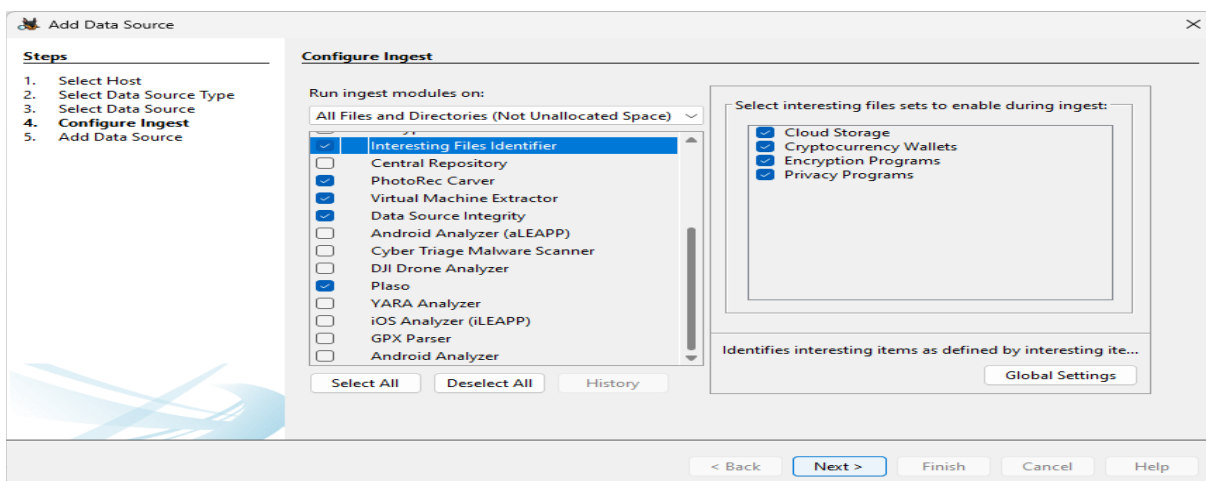 Add Data Source
Steps
1. Select Host
2. Select Data Source Type
3. Select Data Source
4. Configure Ingest
5. Add Data Source
Configure Ingest
Run ingest modules on:
All Files and Directories (Not Unallocated Space)
Interesting Files Identifier
Central Repository
PhotoRec Carver
Virtual Machine Extractor
Data Source Integrity
Android Analyzer (aLEAPP)
Cyber Triage Malware Scanner
DJI Drone Analyzer
Plaso
YARA Analyzer
iOS Analyzer (iLEAPP)
GPX Parser
Android Analyzer
Select All Deselect All History
Select interesting files sets to enable during ingest:
Cloud Storage
Cryptocurrency Wallets
Encryption Programs
Privacy Programs
Identifies interesting items as defined by interesting ite...
Global Settings
< Back Next > Finish Cancel Help